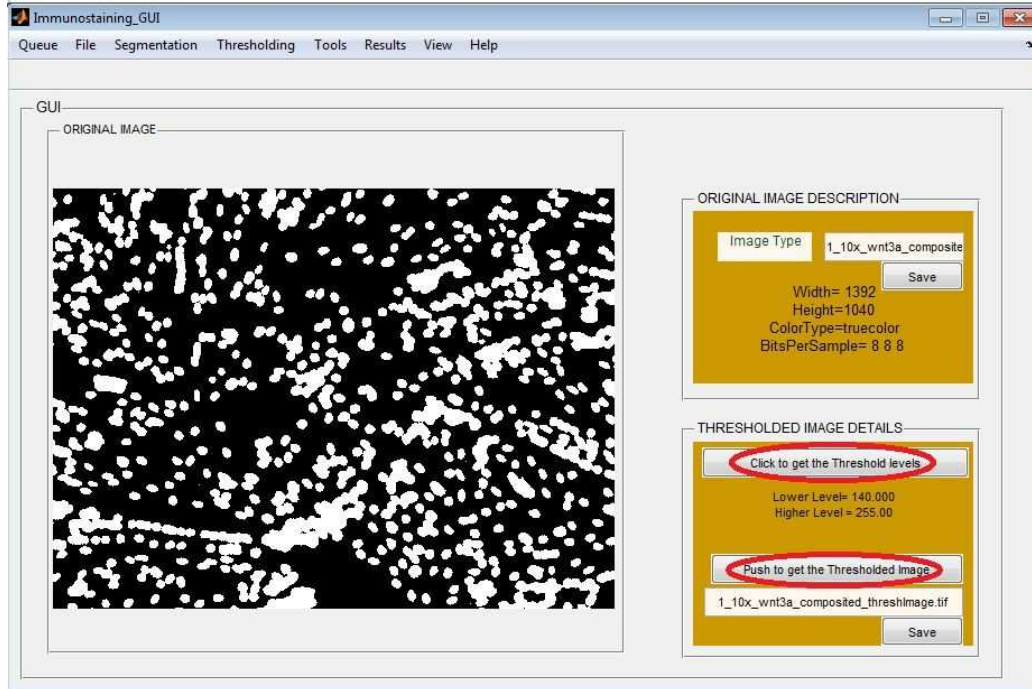 Immunostaining_GUI
Queue File Segmentation Thresholding Tools Results View Help
GUI
ORIGINAL IMAGE
ORIGINAL IMAGE DESCRIPTION
Image Type
1_10x_wnt3a_composite
Save
Width= 1392
Height=1040
ColorType=truecolor
BitsPerSample= 8 8 8
THRESHOLDED IMAGE DETAILS
Click to get the Threshold levels
Lower Level= 140.000
Higher Level = 255.00
Push to get the Thresholded Image
1_10x_wnt3a_composited_threshImage.tif
Save